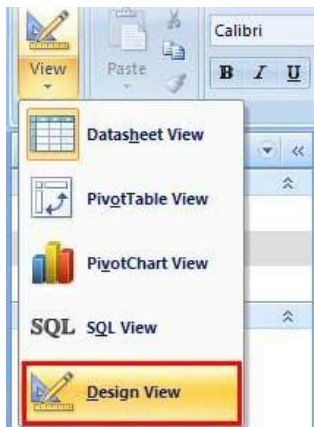 Calibri
View
Paste
B I U
Datasheet View
PivotTable View
PivotChart View
SQL SQL View
Design View